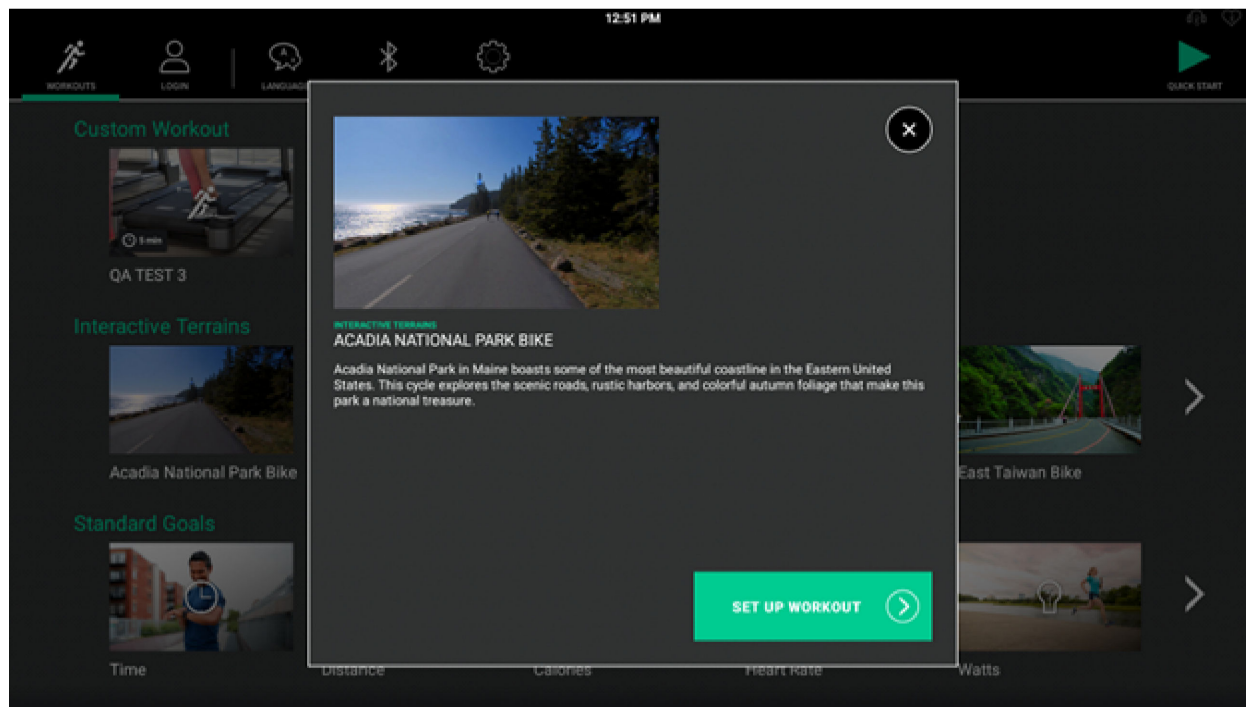 12:51 PM
WORKOUTS
LOGIN
LANGUAGE
QUICK START
Custom Workout
5 min
QA TEST 3
Interactive Terrains
Acadia National Park Bike
East Taiwan Bike
Standard Goals
Time
Distance
Calories
Heart Rate
Watts
INTERACTIVE TERRAINS
ACADIA NATIONAL PARK BIKE
Acadia National Park in Maine boasts some of the most beautiful coastline in the Eastern United
States. This cycle explores the scenic roads, rustic harbors, and colorful autumn foliage that make this
park a national treasure.
SET UP WORKOUT